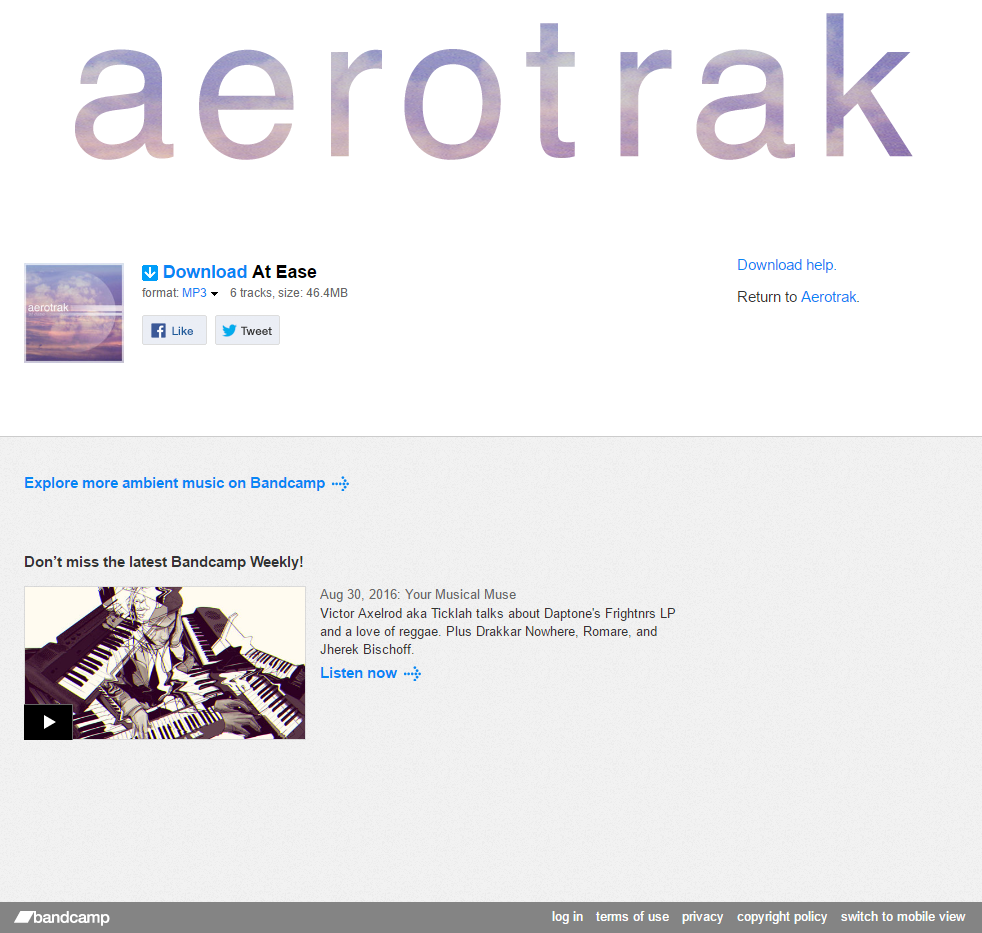 aerotrak
aerotrak
Download At Ease
format: MP3 6 tracks, size: 46.4MB
Like Tweet
Download help.
Return to Aerotrak.
Explore more ambient music on Bandcamp
Don’t miss the latest Bandcamp Weekly!
Aug 30, 2016: Your Musical Muse
Victor Axelrod aka Ticklah talks about Daptone’s Frightnrs LP
and a love of reggae. Plus Drakkar Nowhere, Romare, and
Jherek Bischoff.
Listen now
bandcamp log in terms of use privacy copyright policy switch to mobile view